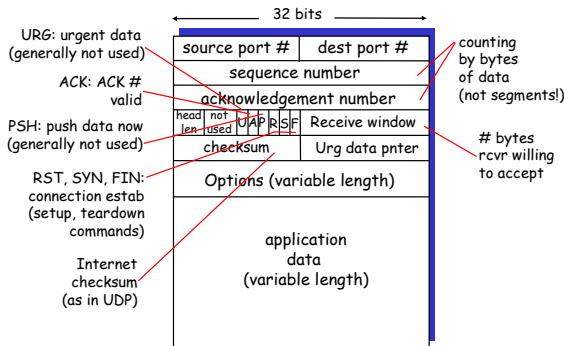 32 bits
URG: urgent data
(generally not used)
ACK: ACK #
valid
PSH: push data now
(generally not used)
RST, SYN, FIN:
connection estab
(setup, teardown
commands)
Internet
checksum
(as in UDP)
source port # dest port #
sequence number
acknowledgement number
head
len
not
used
U A P R S F
Receive window
checksum Urg data pnter
Options (variable length)
application
data
(variable length)
counting
by bytes
of data
(not segments!)
# bytes
rcvr willing
to accept